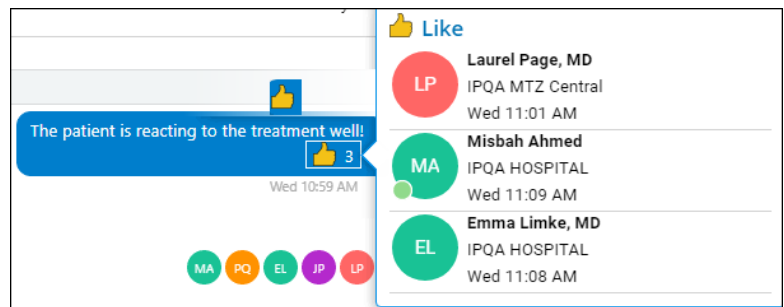 The patient is reacting to the treatment well!
3
Wed 10:59 AM
MA PQ EL JP LP
Like
LP
Laurel Page, MD
IPQA MTZ Central
Wed 11:01 AM
MA
Misbah Ahmed
IPQA HOSPITAL
Wed 11:09 AM
EL
Emma Limke, MD
IPQA HOSPITAL
Wed 11:08 AM